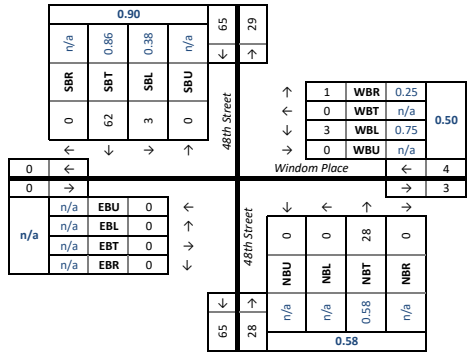 0.90
65
29
n/a
0.86
0.38
n/a
↓
↑
SBR
SBT
SBL
SBU
48th Street
0
62
3
0
↑ 1 WBR 0.25
← 0 WBT n/a
↓ 3 WBL 0.75
→ 0 WBU n/a
0.50
← ↓ → ↑
0 ←
Windom Place
← 4
0 →
→ 3
n/a
n/a EBU 0 ←
n/a EBL 0 ↑
n/a EBT 0 →
n/a EBR 0 ↓
48th Street
↓ ← ↑ →
0
0
28
0
NBU
NBL
NBT
NBR
↓
↑
n/a
n/a
0.58
n/a
65
28
0.58